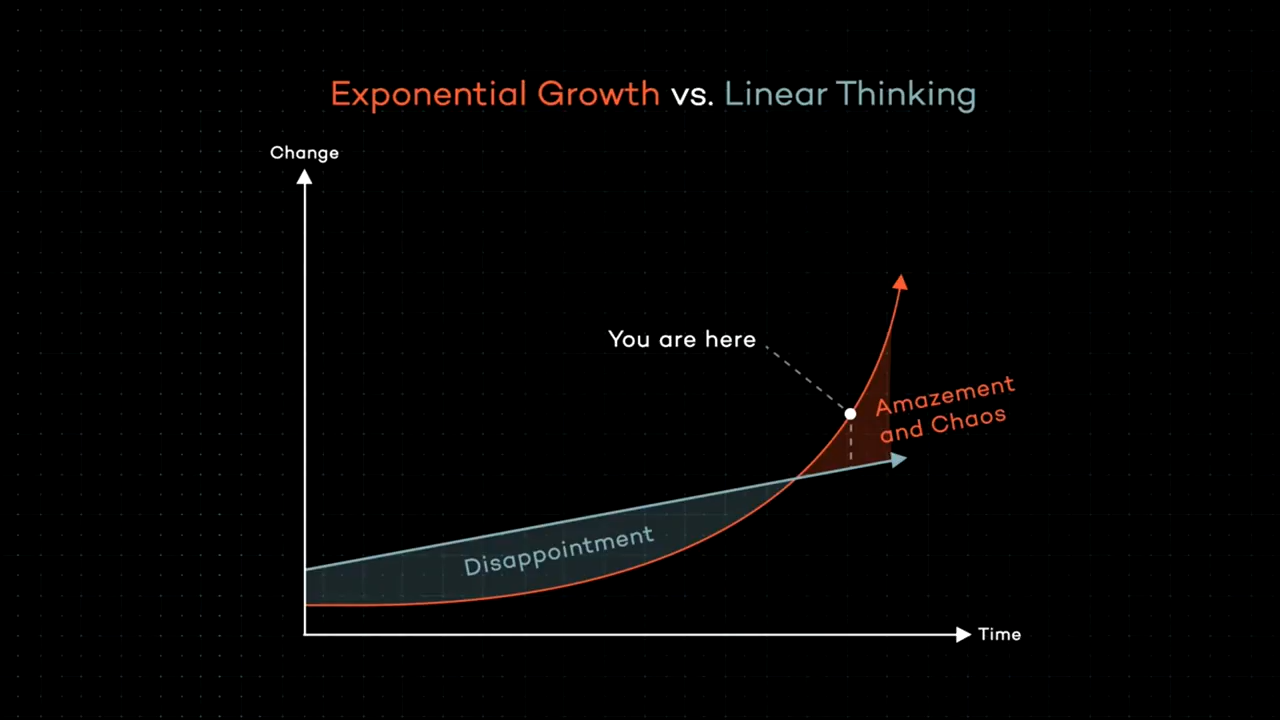 Exponential Growth vs. Linear Thinking
Change
You are here
Amazement
and Chaos
Disappointment
Time